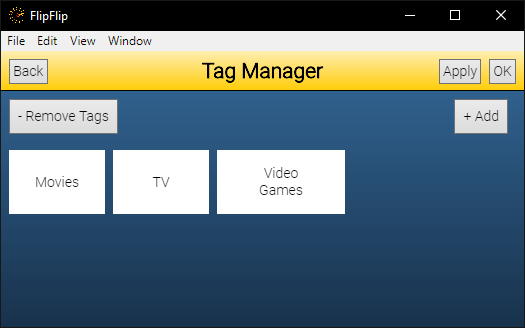 FlipFlip
File Edit View Window
Back Tag Manager Apply OK
- Remove Tags + Add
Movies TV Video
Games